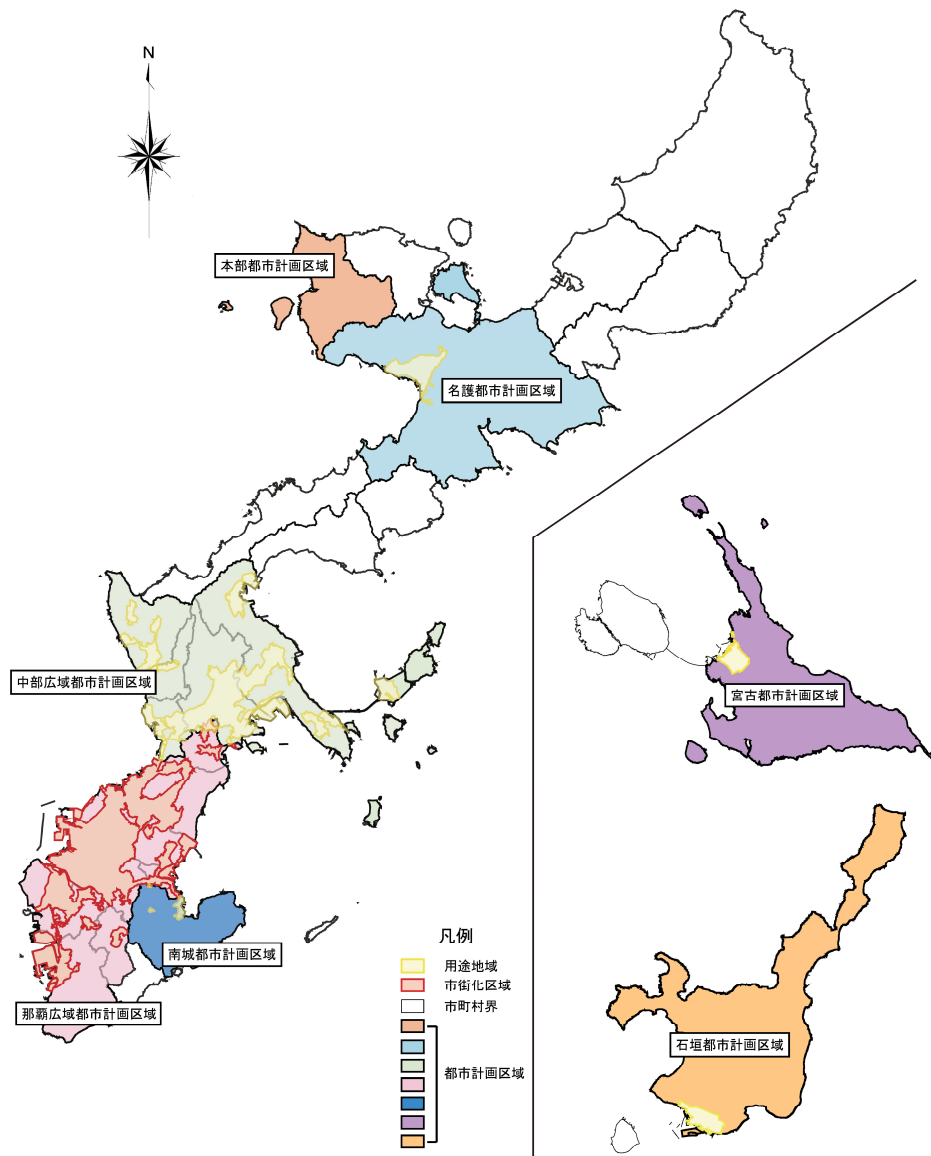 N
本部都市計画区域
名護都市計画区域
中部広域都市計画区域
宮古都市計画区域
南城都市計画区域
那覇広域都市計画区域
石垣都市計画区域
凡例
用途地域
市街化区域
市町村界
都市計画区域